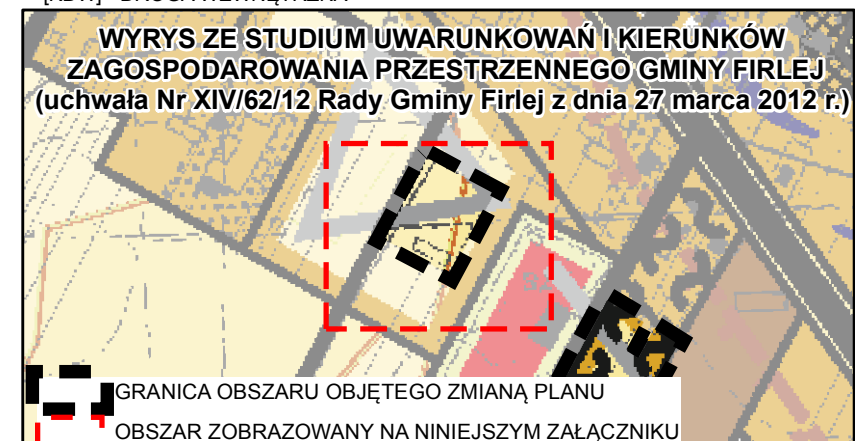 WYRYS ZE STUDIUM UWARUNKOWAŃ I KIERUNKÓW
ZAGOSPODAROWANIA PRZESTRZENNEGO GMINY FIRLEJ
(uchwała Nr XIV/62/12 Rady Gminy Firlej z dnia 27 marca 2012 r.)
GRANICA OBSZARU OBJĘTEGO ZMIANĄ PLANU
OBSZAR ZOBRAZOWANY NA NINIEJSZYM ZAŁĄCZNIKU